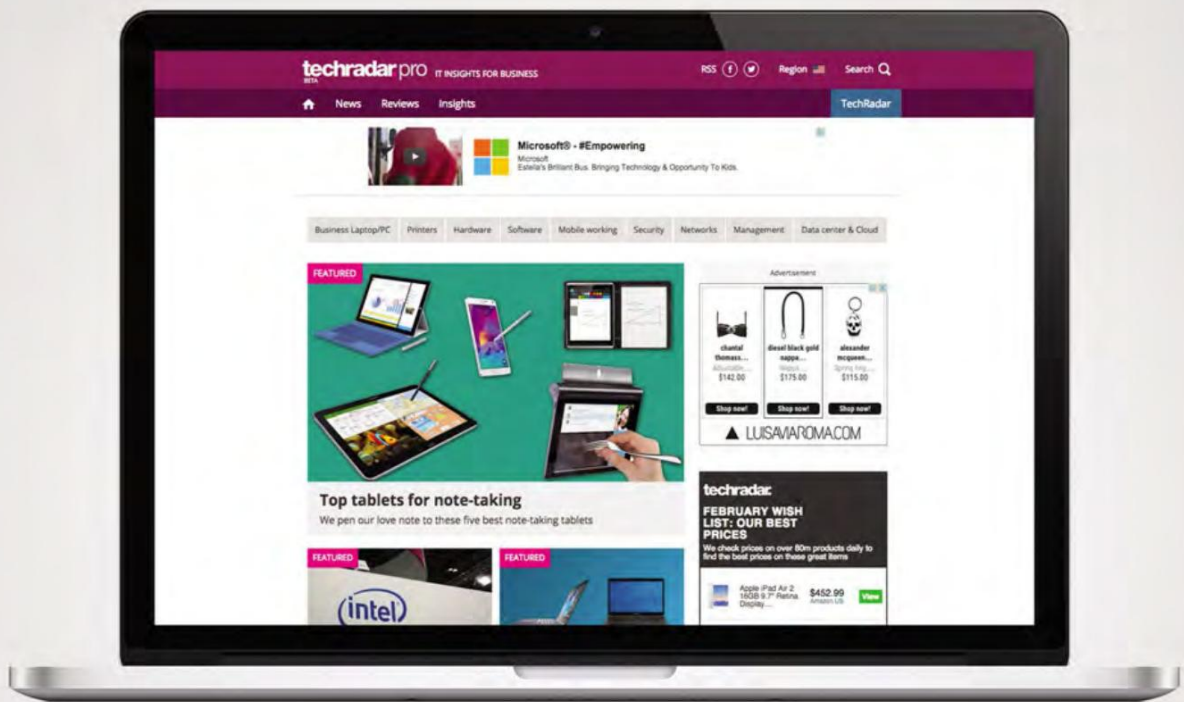 techradar pro IT INSIGHTS FOR BUSINESS
BETA
RSS Region Search
News Reviews Insights TechRadar
Microsoft® - #Empowering
Microsoft
Estella's Brilliant Bus. Bringing Technology & Opportunity To Kids.
Business Laptop/PC Printers Hardware Software Mobile working Security Networks Management Data center & Cloud
FEATURED
Top tablets for note-taking
We pen our love note to these five best note-taking tablets
FEATURED
intel
FEATURED
Advertisement
chantal thomass... diesel black gold nappa... alexander mcqueen...
Adjustable... Nappa... Spring ring...
$142.00 $175.00 $115.00
Shop now! Shop now! Shop now!
LUISAVIAROMA.COM
techradar.
FEBRUARY WISH
LIST: OUR BEST
PRICES
We check prices on over 80m products daily to
find the best prices on these great items
Apple iPad Air 2
16GB 9.7" Retina
Display...
$452.99
Amazon US
View